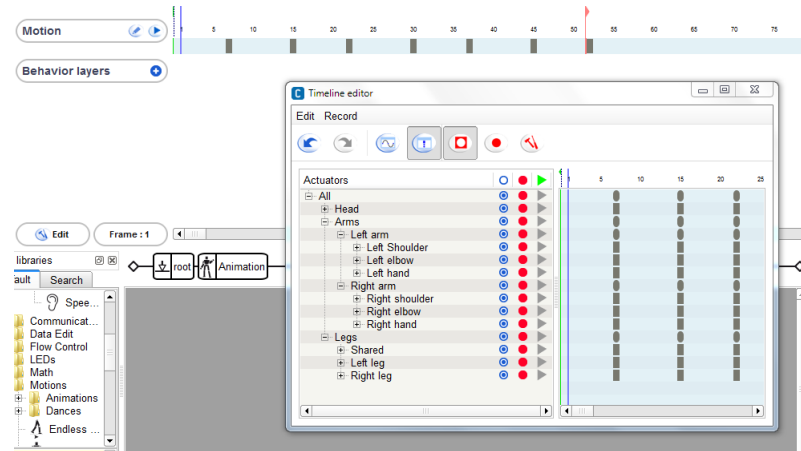 Motion
5 10 15 20 25 30 35 40 45 50 55 60 65 70 75
Behavior layers
C Timeline editor
Edit Record
Actuators
5 10 15 20 25
All
Head
Arms
Left arm
Left Shoulder
Left elbow
Left hand
Right arm
Right shoulder
Right elbow
Right hand
Legs
Shared
Left leg
Right leg
Edit
Frame : 1
libraries
root
Animation
ault
Search
Spee...
Communicat...
Data Edit
Flow Control
LEDs
Math
Motions
Animations
Dances
Endless ...